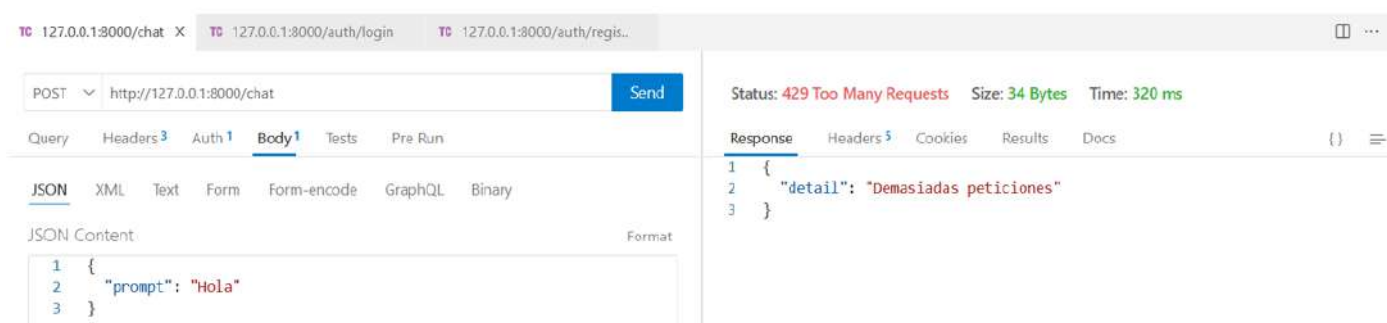 TC 127.0.0.1:8000/chat X TC 127.0.0.1:8000/auth/login TC 127.0.0.1:8000/auth/regis.. ...
POST http://127.0.0.1:8000/chat Send
Query Headers 3 Auth 1 Body 1 Tests Pre Run
JSON XML Text Form Form-encode GraphQL Binary
JSON Content Format
1 {
2 "prompt": "Hola"
3 }
Status: 429 Too Many Requests Size: 34 Bytes Time: 320 ms
Response Headers 5 Cookies Results Docs { }
1 {
2 "detail": "Demasiadas peticiones"
3 }